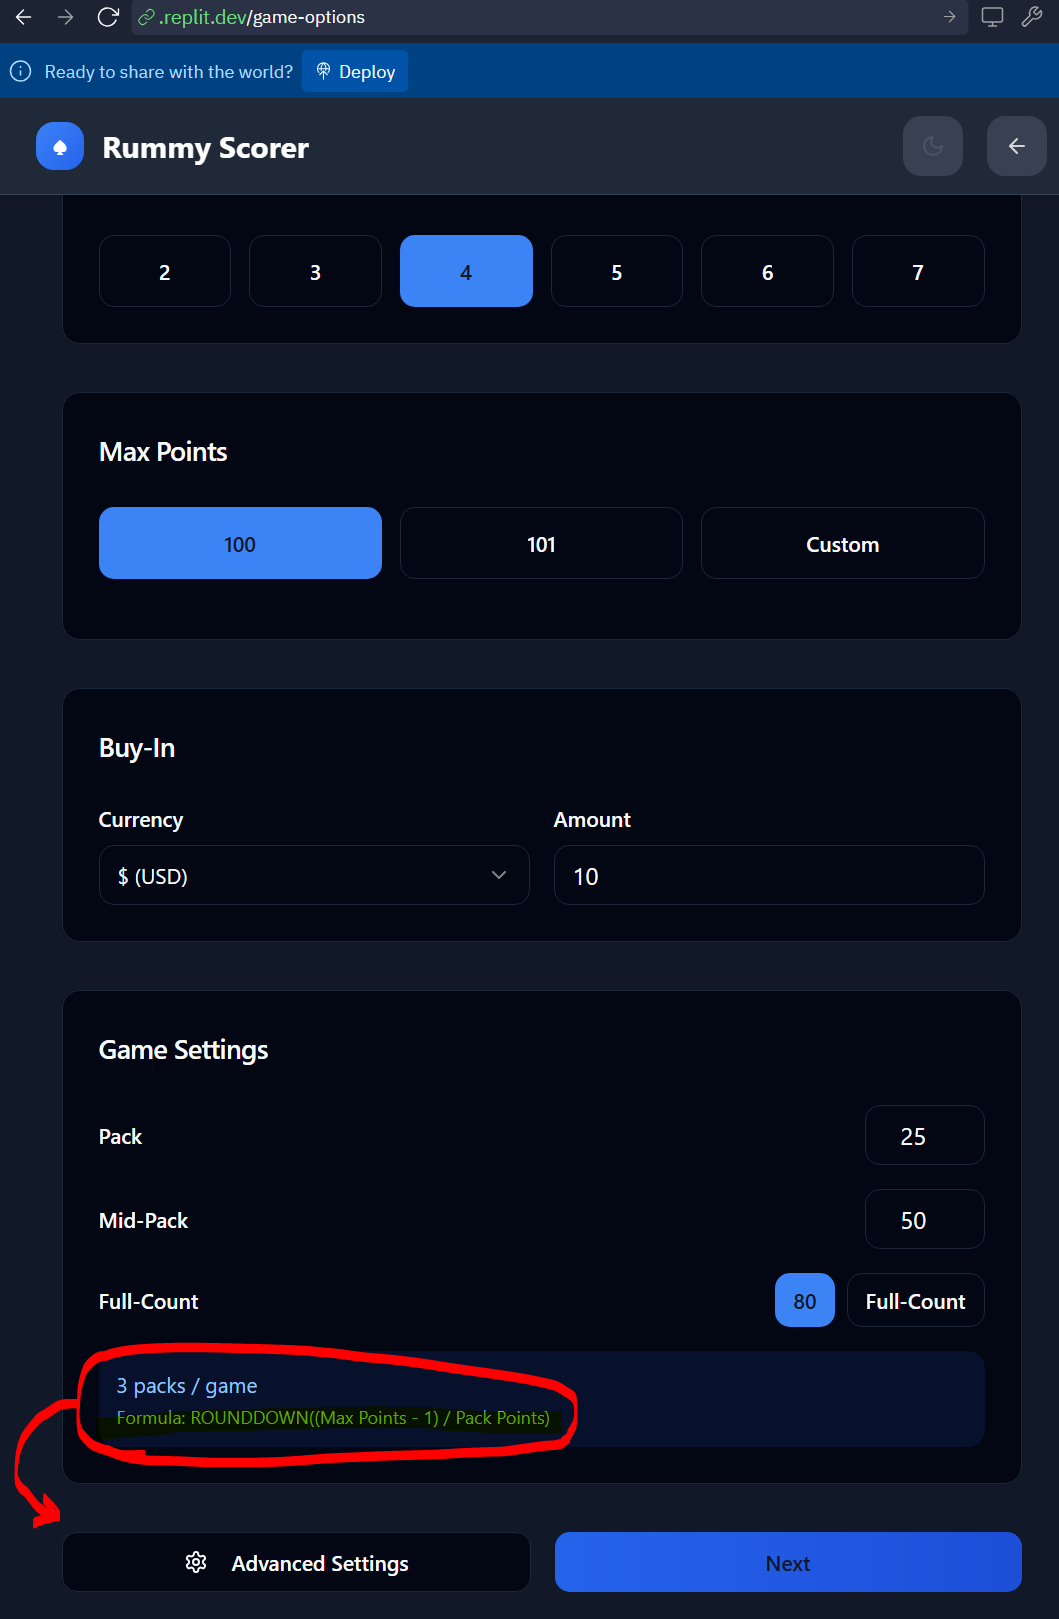 .replit.dev/game-options
Ready to share with the world? Deploy
Rummy Scorer
2 3 4 5 6 7
Max Points
100 101 Custom
Buy-In
Currency Amount
$ (USD) 10
Game Settings
Pack 25
Mid-Pack 50
Full-Count 80 Full-Count
3 packs / game
Formula: ROUNDDOWN((Max Points - 1) / Pack Points)
Advanced Settings Next